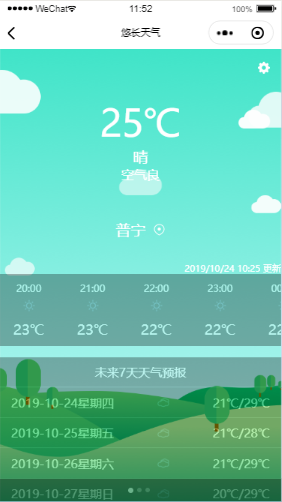 ●●●●● WeChat 11:52 100%
悠长天气
25℃
晴
空气良
普宁
2019/10/24 10:25 更新
20:00 21:00 22:00 23:00 00
23℃ 23℃ 22℃ 22℃ 22
未来7天天气预报
2019-10-24星期四 21℃/29℃
2019-10-25星期五 21℃/28℃
2019-10-26星期六 21℃/29℃
2019-10-27星期日 20℃/29℃